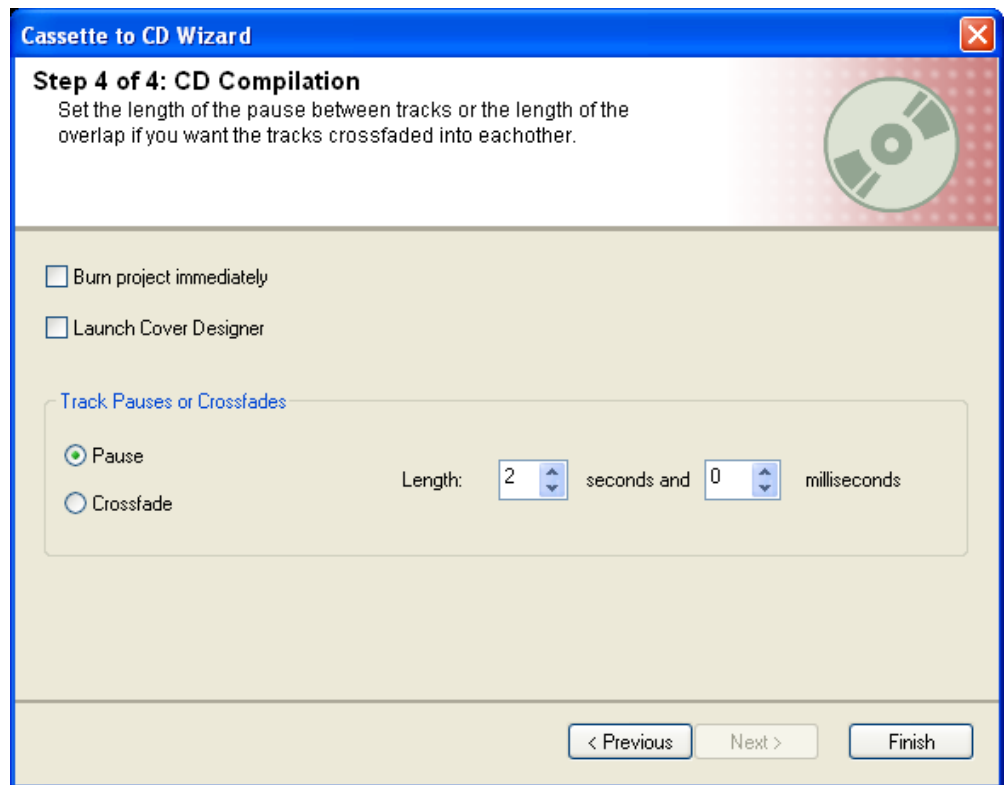 Cassette to CD Wizard
Step 4 of 4: CD Compilation
Set the length of the pause between tracks or the length of the
overlap if you want the tracks crossfaded into eachother.
Burn project immediately
Launch Cover Designer
Track Pauses or Crossfades
Pause
Length: 2 seconds and 0 milliseconds
Crossfade
< Previous Next > Finish